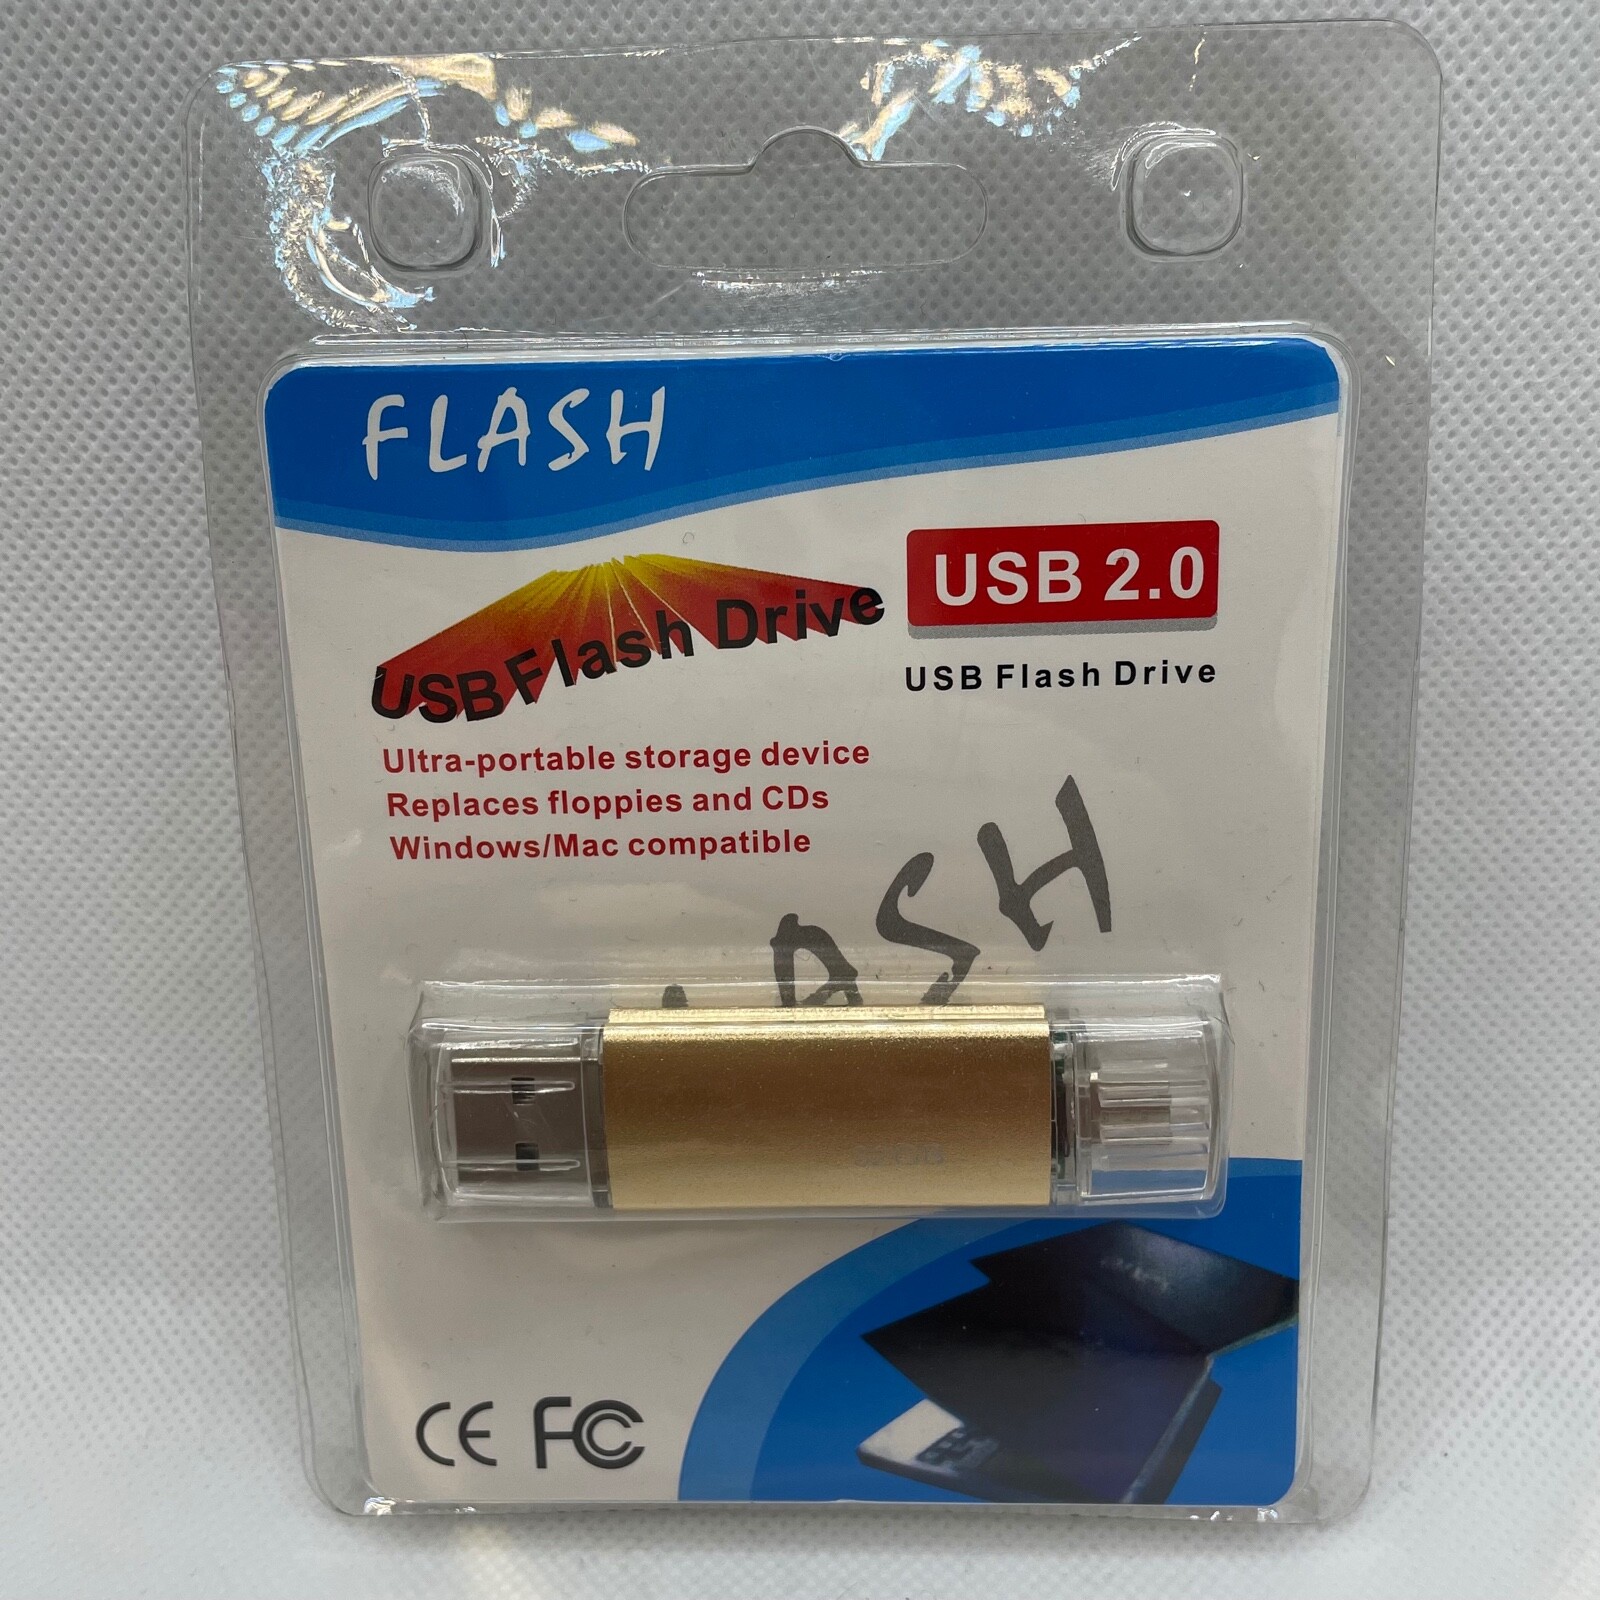 FLASH
USB 2.0
USB Flash Drive
USB Flash Drive
Ultra-portable storage device
Replaces floppies and CDs
Windows/Mac compatible
ASH
CE FC